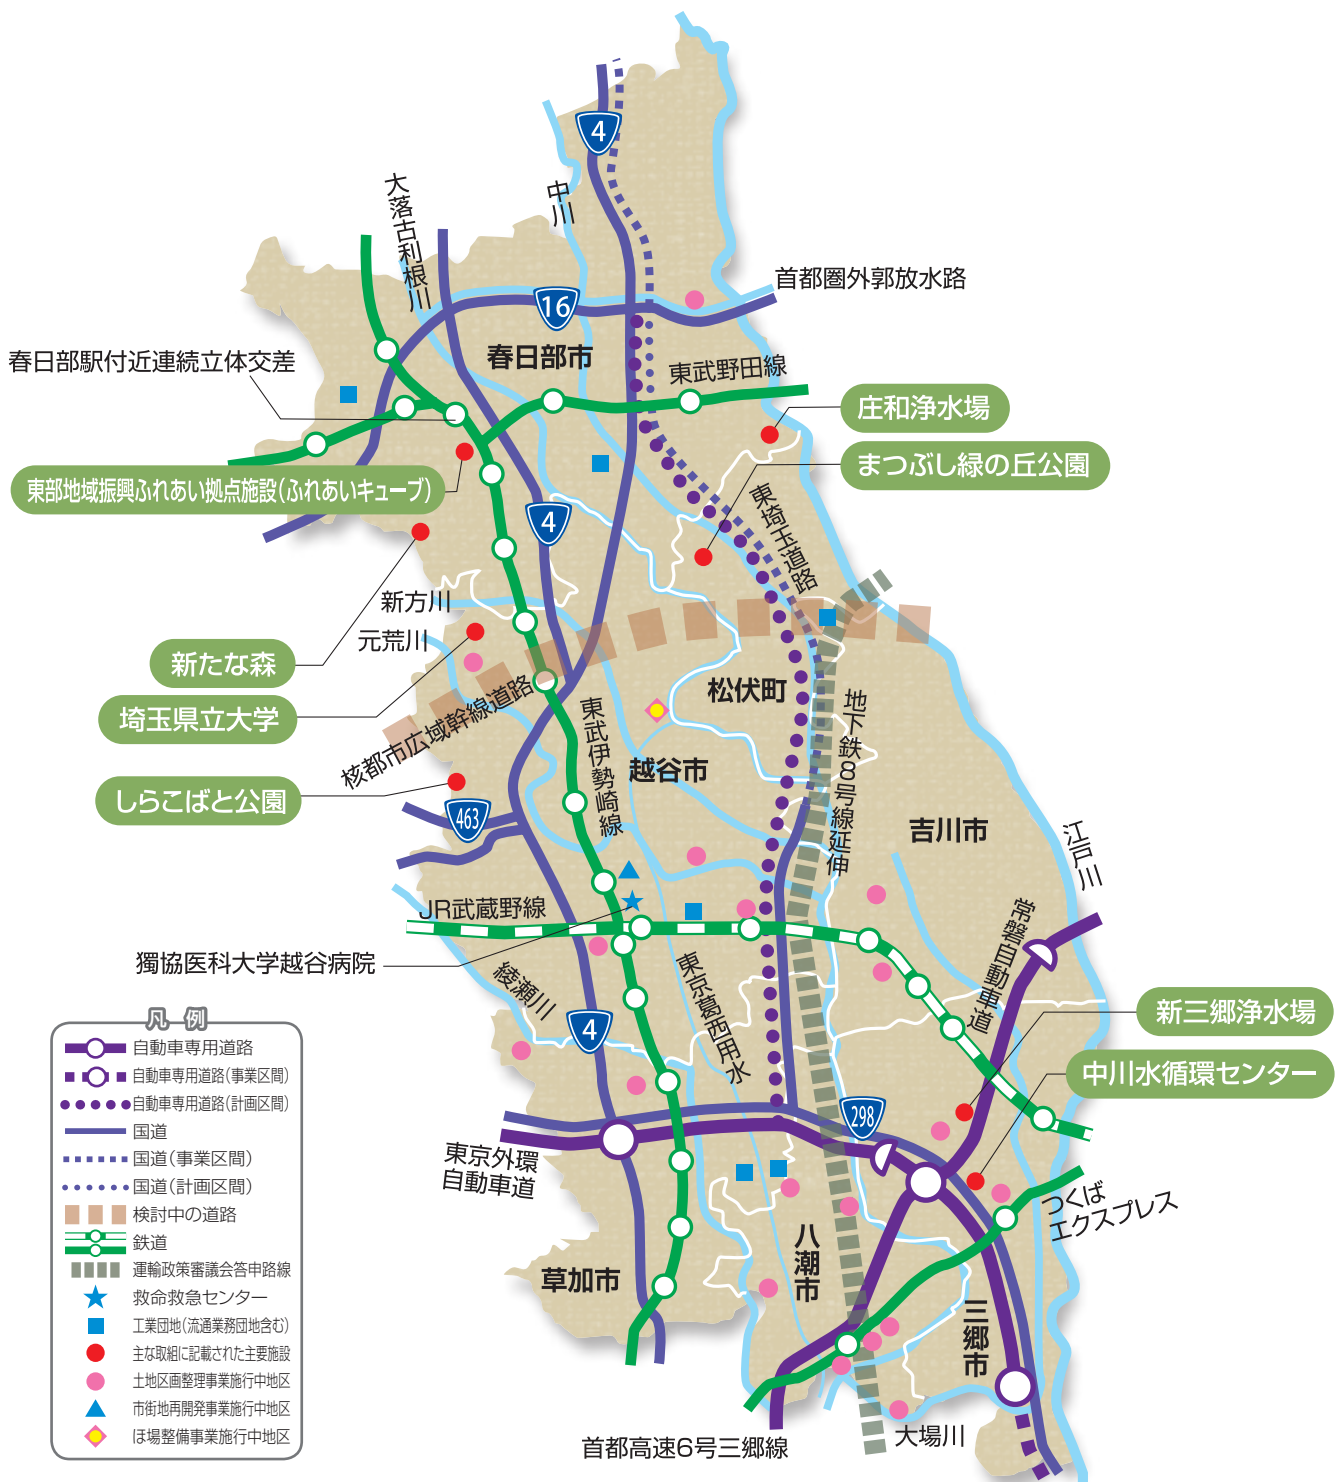 4
大落古利根川
中川
首都圏外郭放水路
16
春日部市
春日部駅付近連続立体交差
東武野田線
庄和浄水場
まつぶし緑の丘公園
東部地域振興ふれあい拠点施設(ふれあいキューブ)
東埼玉道路
4
新方川
元荒川
新たな森
埼玉県立大学
核都市広域幹線道路
東武伊勢崎線
松伏町
地下鉄8号線延伸
越谷市
しらこばと公園
463
吉川市
江戸川
JR武蔵野線
獨協医科大学越谷病院
綾瀬川
東京葛西用水
常磐自動車道
新三郷浄水場
4
中川水循環センター
298
東京外環
自動車道
つくば
エクスプレス
八潮市
草加市
三郷市
首都高速6号三郷線
大場川
凡例
自動車専用道路
自動車専用道路(事業区間)
自動車専用道路(計画区間)
国道
国道(事業区間)
国道(計画区間)
検討中の道路
鉄道
運輸政策審議会答申路線
救命救急センター
工業団地(流通業務団地含む)
主な取組に記載された主要施設
土地区画整理事業施行中地区
市街地再開発事業施行中地区
ほ場整備事業施行中地区